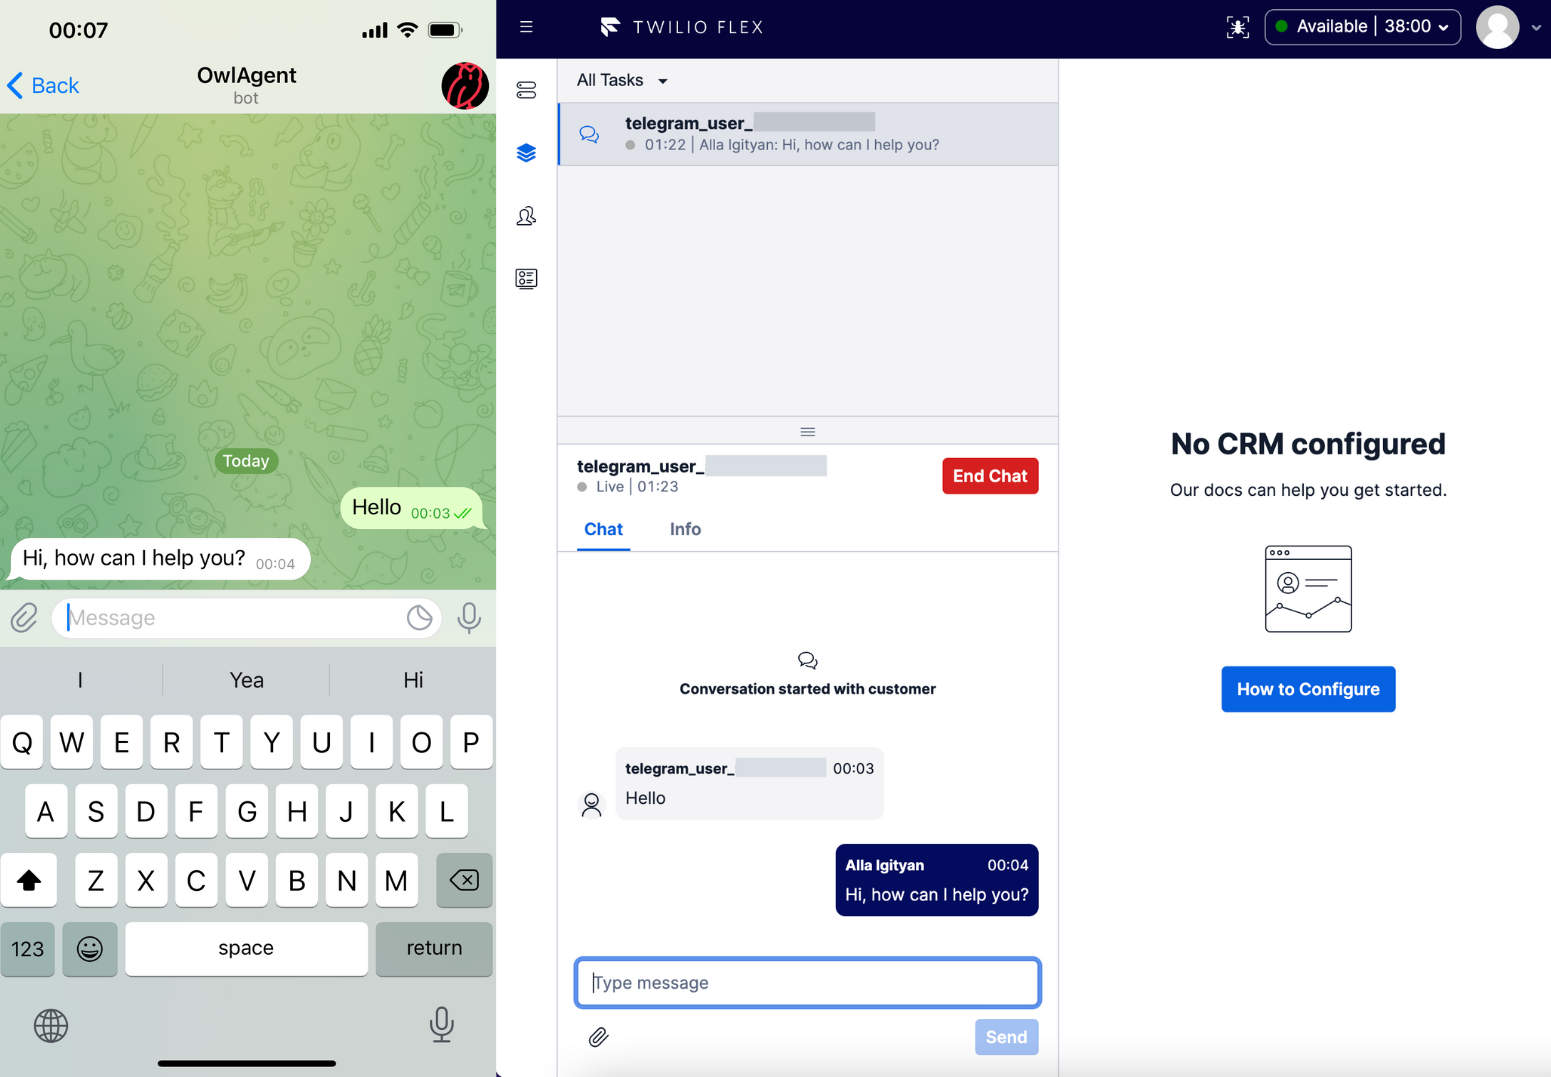 00:07
Back
OwlAgent
bot
Today
Hello 00:03
Hi, how can I help you? 00:04
Message
I Yea Hi
Q W E R T Y U I O P
A S D F G H J K L
Z X C V B N M
123 space return
TWILIO FLEX
Available | 38:00
All Tasks
telegram_user_
01:22 | Alla Igityan: Hi, how can I help you?
telegram_user_
Live | 01:23
End Chat
Chat Info
Conversation started with customer
telegram_user_ 00:03
Hello
Alla Igityan 00:04
Hi, how can I help you?
Type message
Send
No CRM configured
Our docs can help you get started.
How to Configure